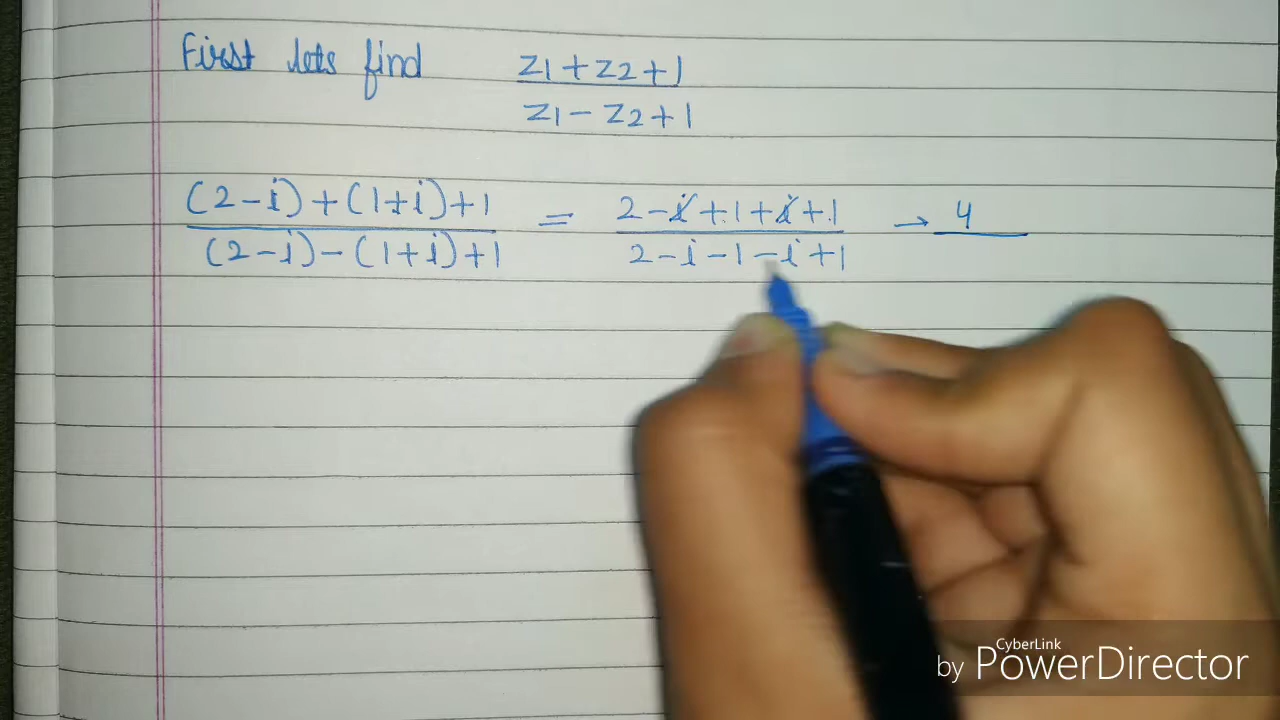 First lets find z1+z2+1
z1-z2+1
(2-i)+(1+i)+1 = 2-i+1+i+1 → 4
(2-i)-(1+i)+1 2-i-1-i+1
CyberLink
by PowerDirector